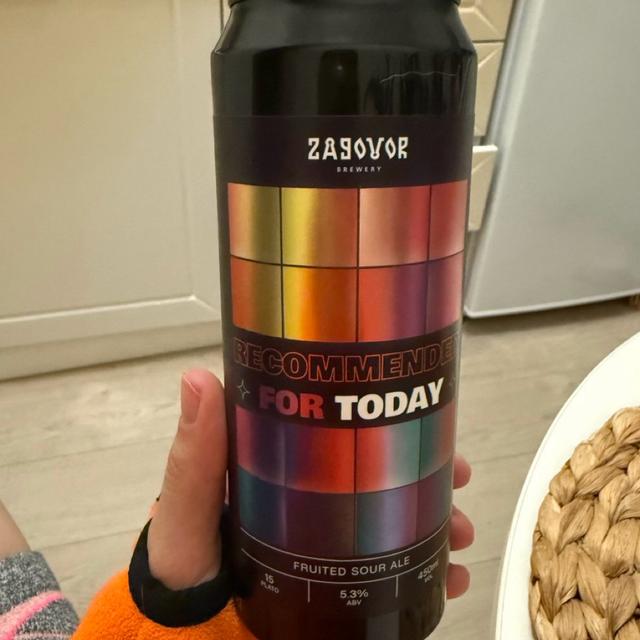 ZAGOVOR
BREWERY
RECOMMENDED
FOR TODAY
FRUITED SOUR ALE
15
PLATO
5.3%
ABV
450ml